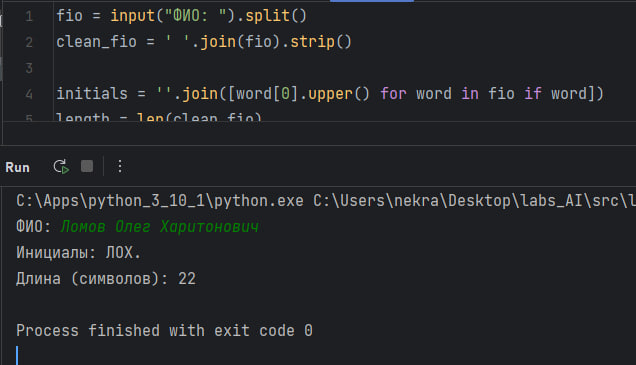 1 fio = input("ФИО: ").split()
2 clean_fio = ' '.join(fio).strip()
3
4 initials = ''.join([word[0].upper() for word in fio if word])
5 length = len(clean_fio)
Run
C:\Apps\python_3_10_1\python.exe C:\Users\nekra\Desktop\labs_AI\src\l
ФИО: Ломов Олег Харитонович
Инициалы: ЛОХ.
Длина (символов): 22
Process finished with exit code 0